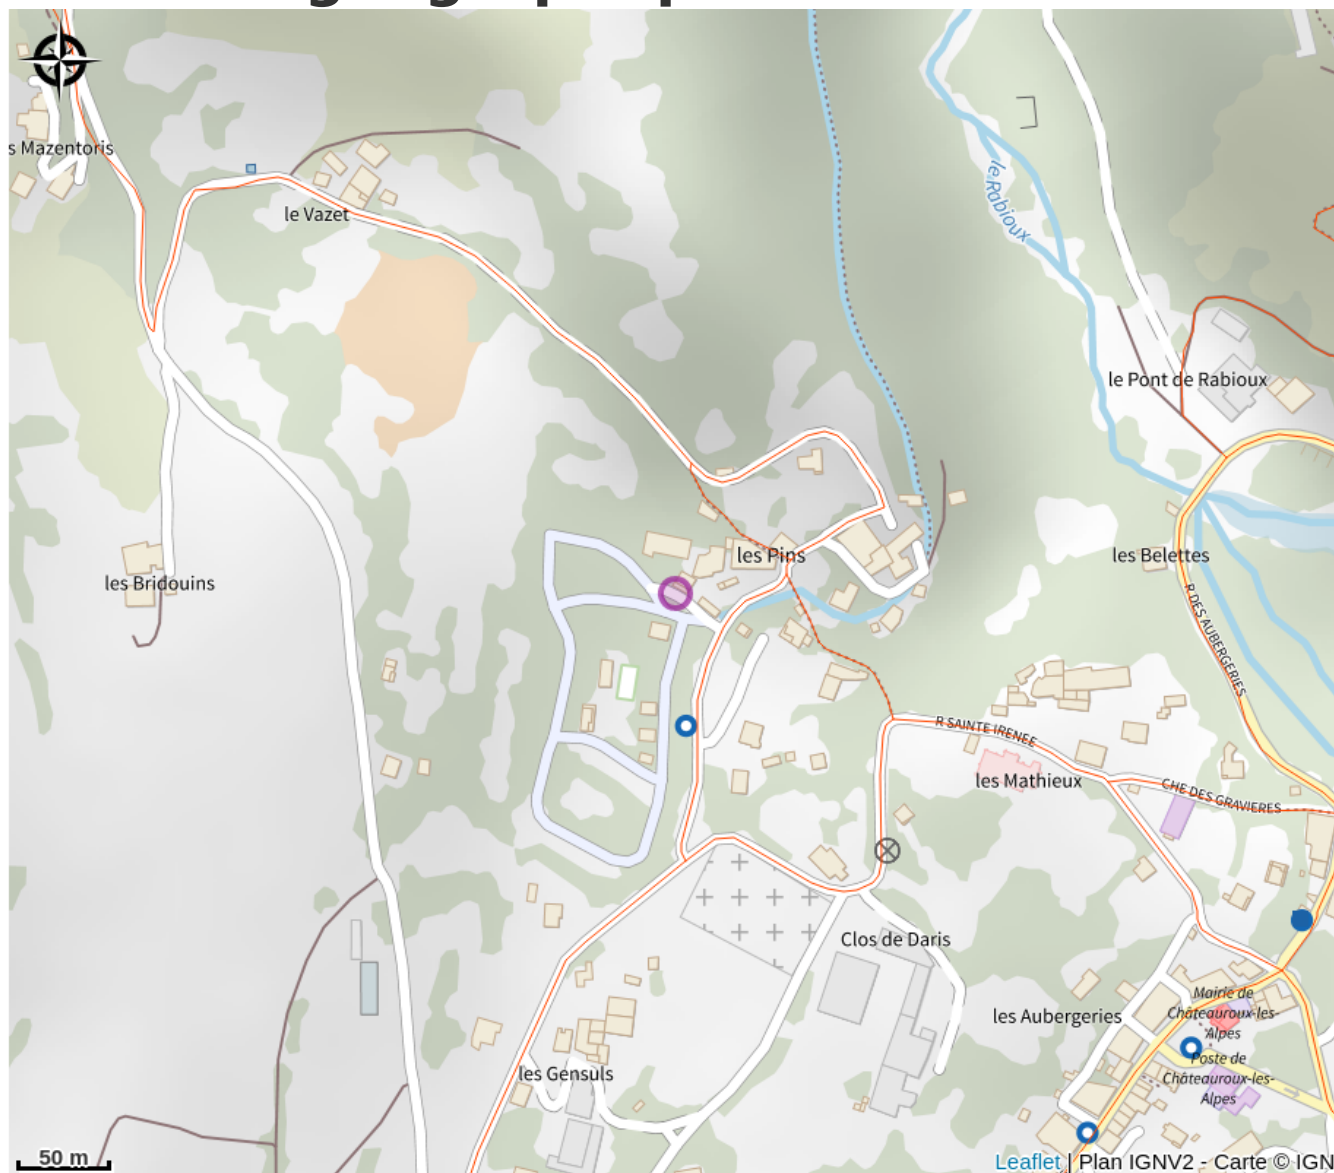 s Mazentoris
le Vazet
le Rabioux
le Pont de Rabioux
les Pins
les Belettes
les Bridouins
R DES AUBERGERIES
R SAINTE IRENEE
les Mathieux
CHE DES GRAVIERES
Clos de Daris
Mairie de
Châteauroux-les-
Alpes
les Aubergeries
Poste de
Châteauroux-les-
Alpes
les Gensuls
50 m
Leaflet | Plan IGNV2 - Carte © IGN